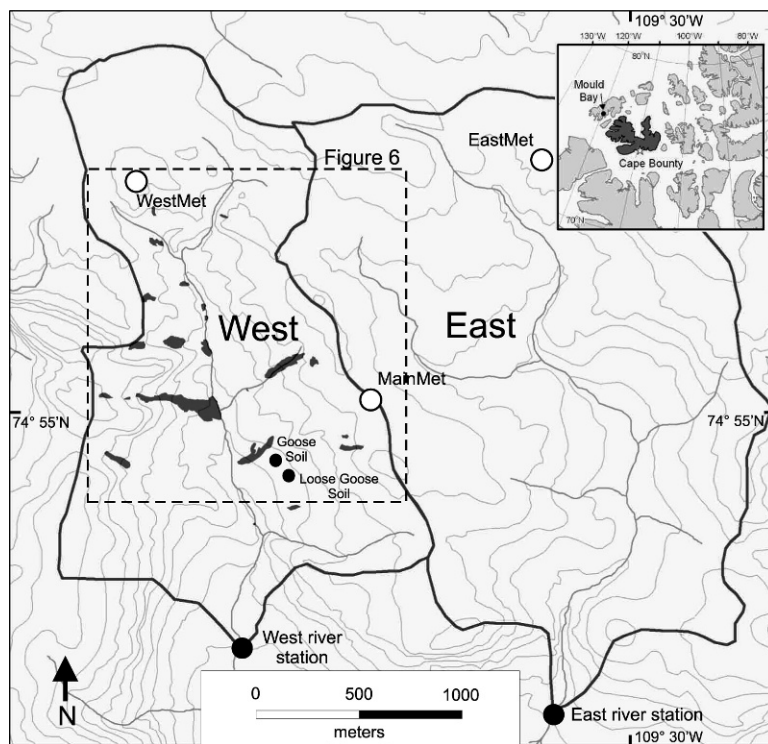 109° 30'W
130°W
120°W
100°W
90°W
80°N
Mould
Bay
Cape Bounty
70°N
EastMet
Figure 6
WestMet
West
East
MainMet
74° 55'N
74° 55'N
Goose
Soil
Loose Goose
Soil
West river
station
East river station
N
0
500
1000
meters
109° 30'W